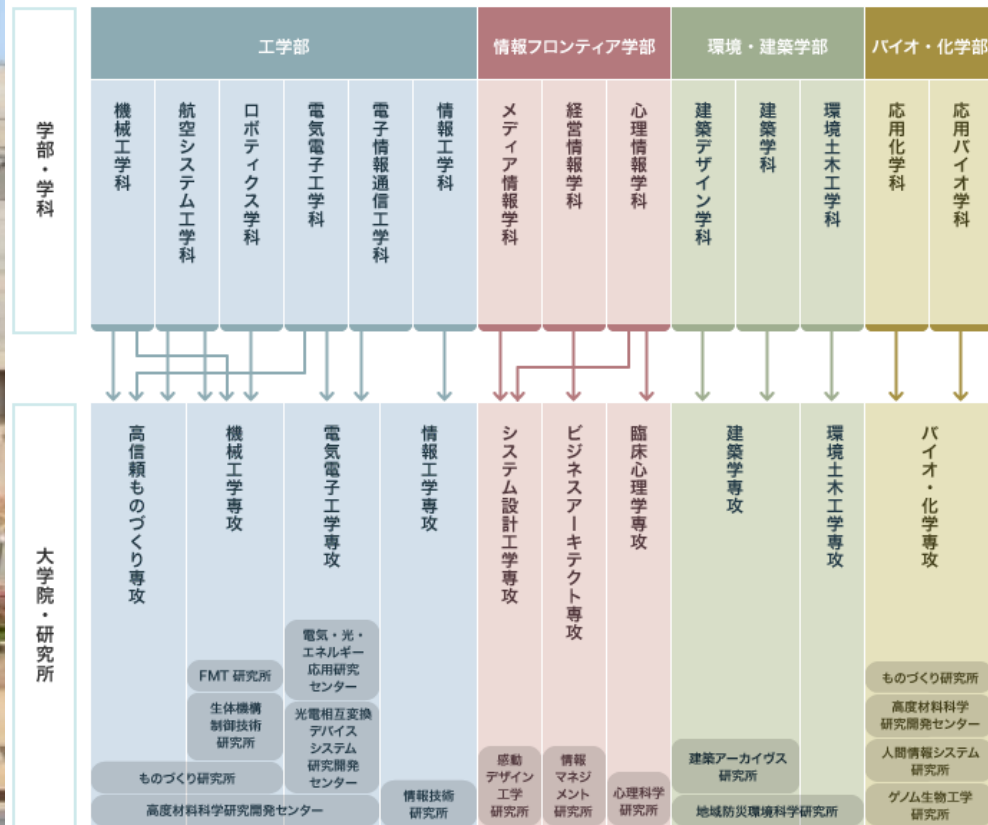 工学部
情報フロンティア学部
環境・建築学部
バイオ・化学部
学部・学科
機械工学科
航空システム工学科
ロボティクス学科
電気電子工学科
電子情報通信工学科
情報工学科
メディア情報学科
経営情報学科
心理情報学科
建築デザイン学科
建築学科
環境土木工学科
応用化学科
応用バイオ学科
大学院・研究所
高信頼ものづくり専攻
機械工学専攻
電気電子工学専攻
情報工学専攻
システム設計工学専攻
ビジネスアーキテクト専攻
臨床心理学専攻
建築学専攻
環境土木工学専攻
バイオ・化学専攻
FMT 研究所
生体機構
制御技術
研究所
電気・光・
エネルギー
応用研究
センター
光電相互変換
デバイス
システム
研究開発
センター
ものづくり研究所
高度材料科学研究開発センター
情報技術
研究所
感動
デザイン
工学
研究所
情報
マネジ
メント
研究所
心理科学
研究所
建築アーカイヴス
研究所
地域防災環境科学研究所
ものづくり研究所
高度材料科学
研究開発センター
人間情報システム
研究所
ゲノム生物工学
研究所